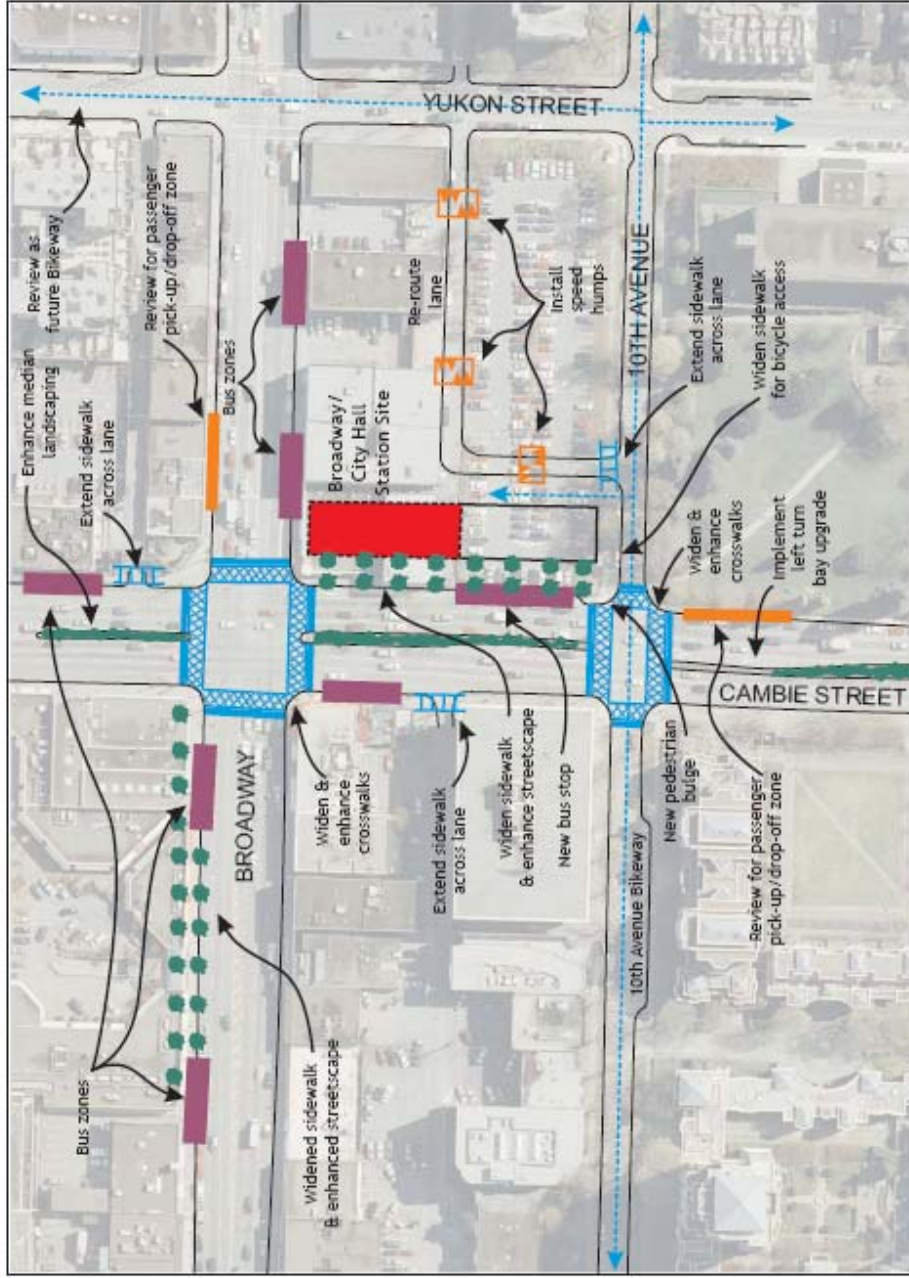 Bus zones
Enhance median
landscaping
Extend sidewalk
across lane
Review as
future Bikeway
Review for passenger
pick-up/drop-off zone
BROADWAY
Bus zones
Widened sidewalk
& enhanced streetscape
Widen &
enhance
crosswalks
Broadway/
City Hall
Station Site
Re-route
lane
YUKON STREET
Extend sidewalk
across lane
Widen sidewalk
& enhance streetscape
New bus stop
Install
speed
humps
10th Avenue Bikeway
10TH AVENUE
New pedestrian
bulge
Extend sidewalk
across lane
Widen sidewalk
for bicycle access
Widen &
enhance
crosswalks
Review for passenger
pick-up/drop-off zone
Implement
left turn
bay upgrade
CAMBIE STREET